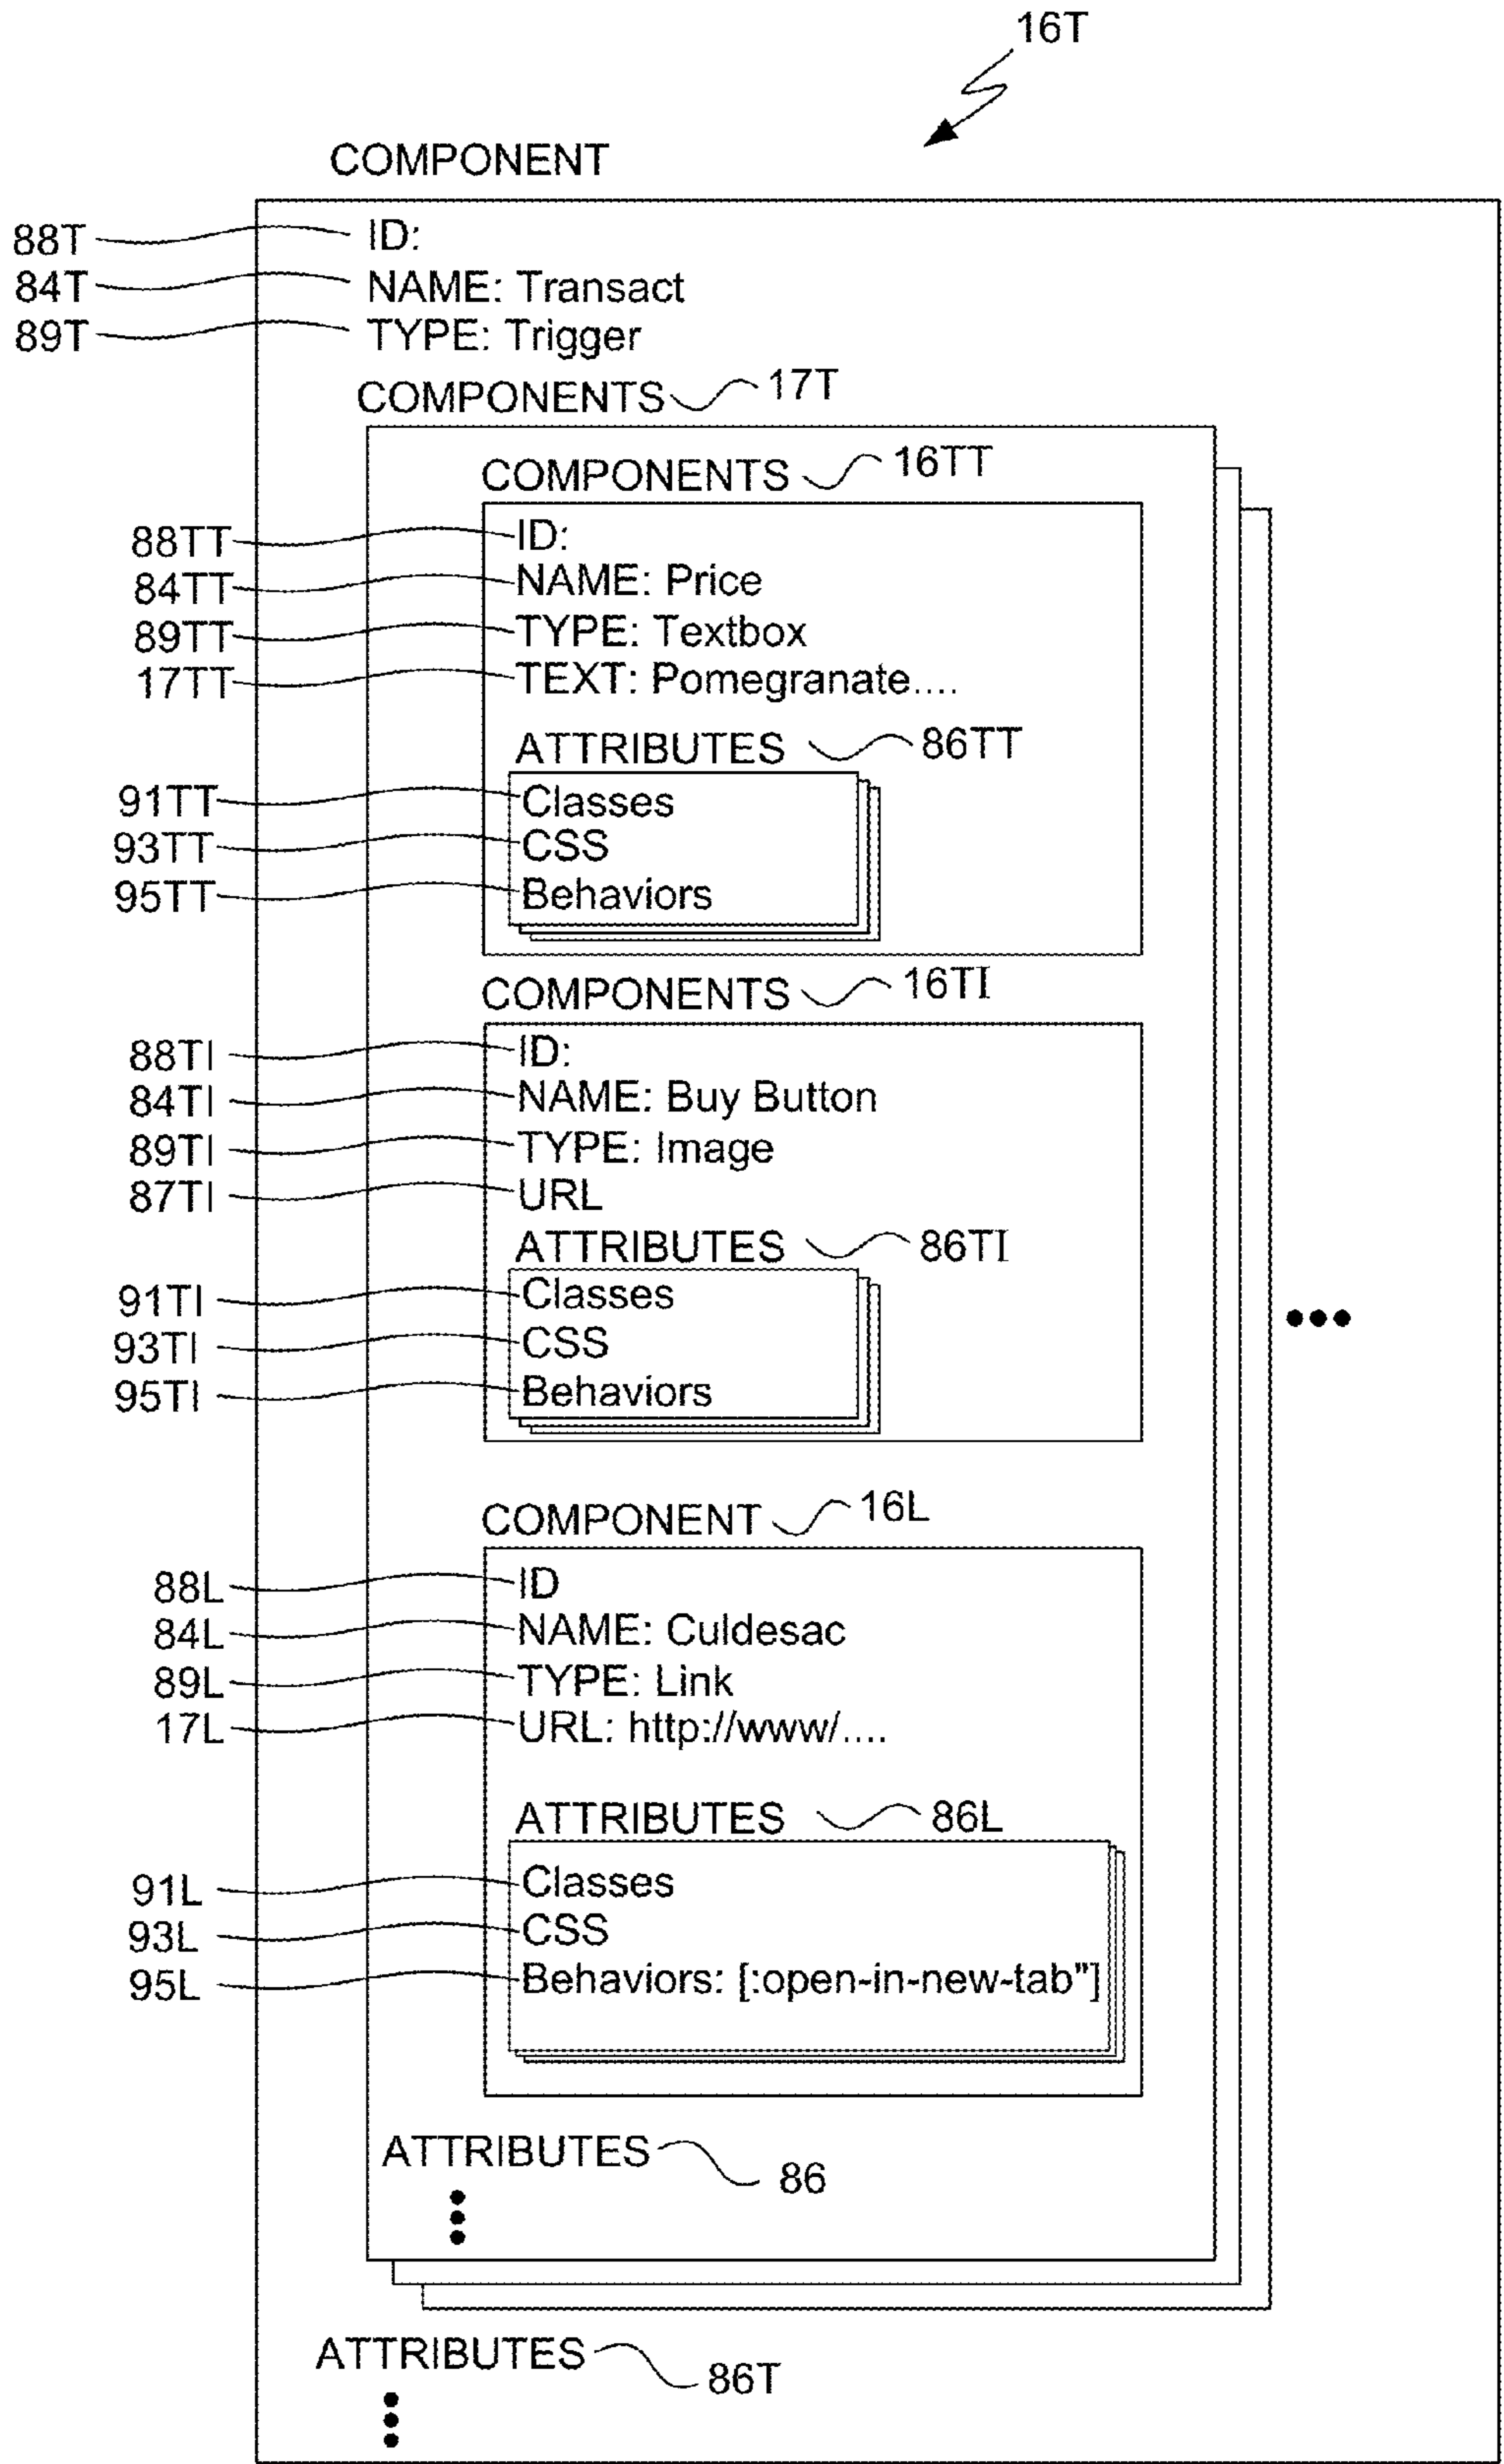 16T
COMPONENT
88T ID:
84T NAME: Transact
89T TYPE: Trigger
COMPONENTS 17T
COMPONENTS 16TT
88TT ID:
84TT NAME: Price
89TT TYPE: Textbox
17TT TEXT: Pomegranate....
ATTRIBUTES 86TT
91TT Classes
93TT CSS
95TT Behaviors
COMPONENTS 16TI
88TI ID:
84TI NAME: Buy Button
89TI TYPE: Image
87TI URL
ATTRIBUTES 86TI
91TI Classes
93TI CSS
95TI Behaviors
COMPONENT 16L
88L ID
84L NAME: Culdesac
89L TYPE: Link
17L URL: http://www/....
ATTRIBUTES 86L
91L Classes
93L CSS
95L Behaviors: [:open-in-new-tab"]
ATTRIBUTES 86
ATTRIBUTES 86T